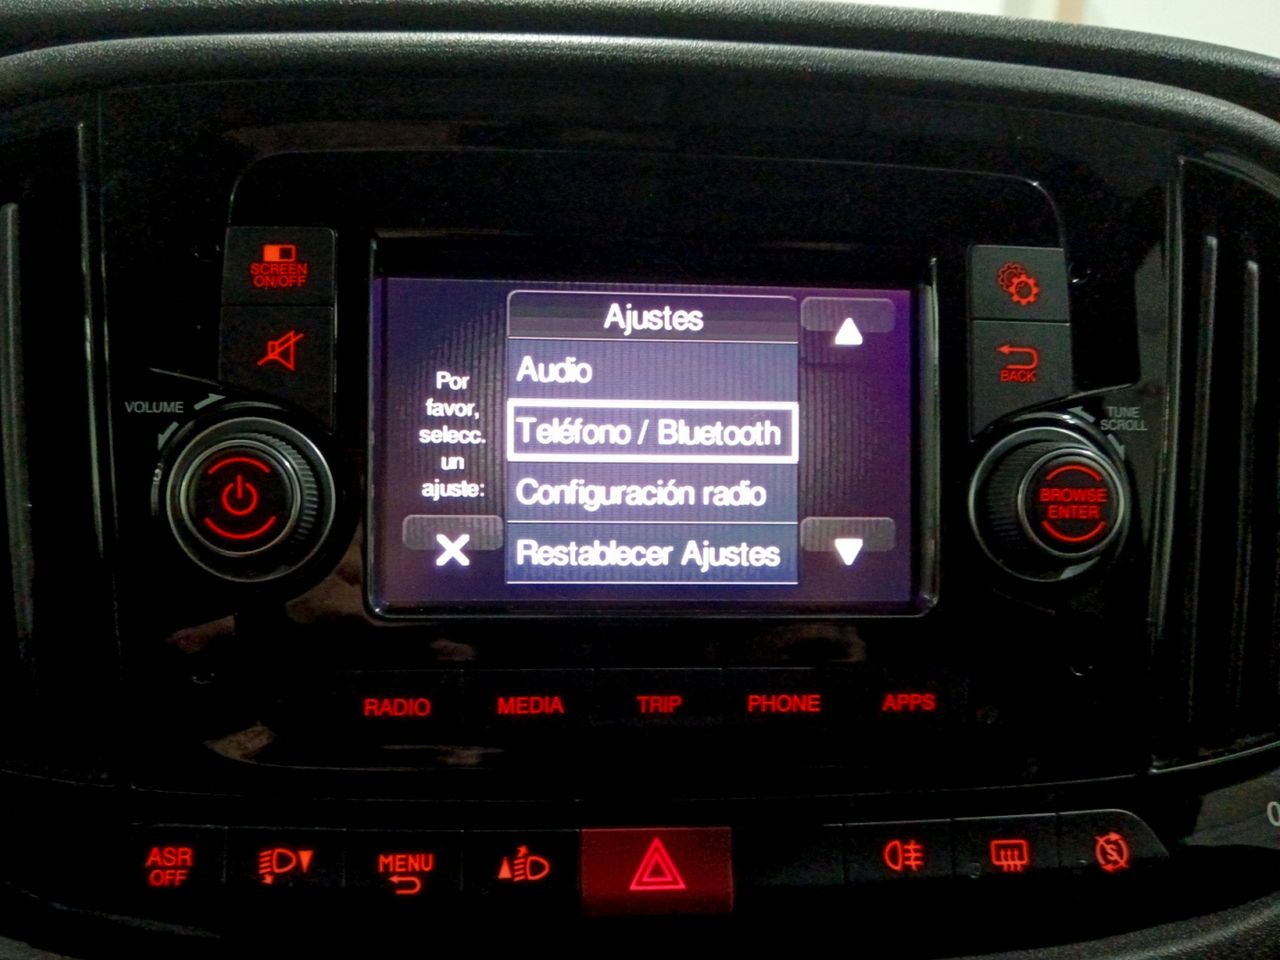 SCREEN
ON/OFF
VOLUME
Por
favor,
selecc.
un
ajuste:
Ajustes
Audio
Teléfono / Bluetooth
Configuración radio
Restablecer Ajustes
BACK
TUNE
SCROLL
BROWSE
ENTER
RADIO
MEDIA
TRIP
PHONE
APPS
ASR
OFF
MENU